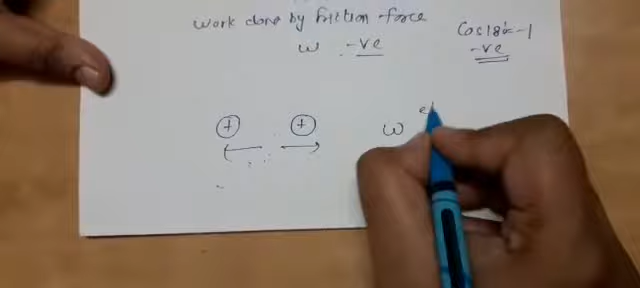 work done by friction force
w -ve
cos180=-1
-ve
+ +
w